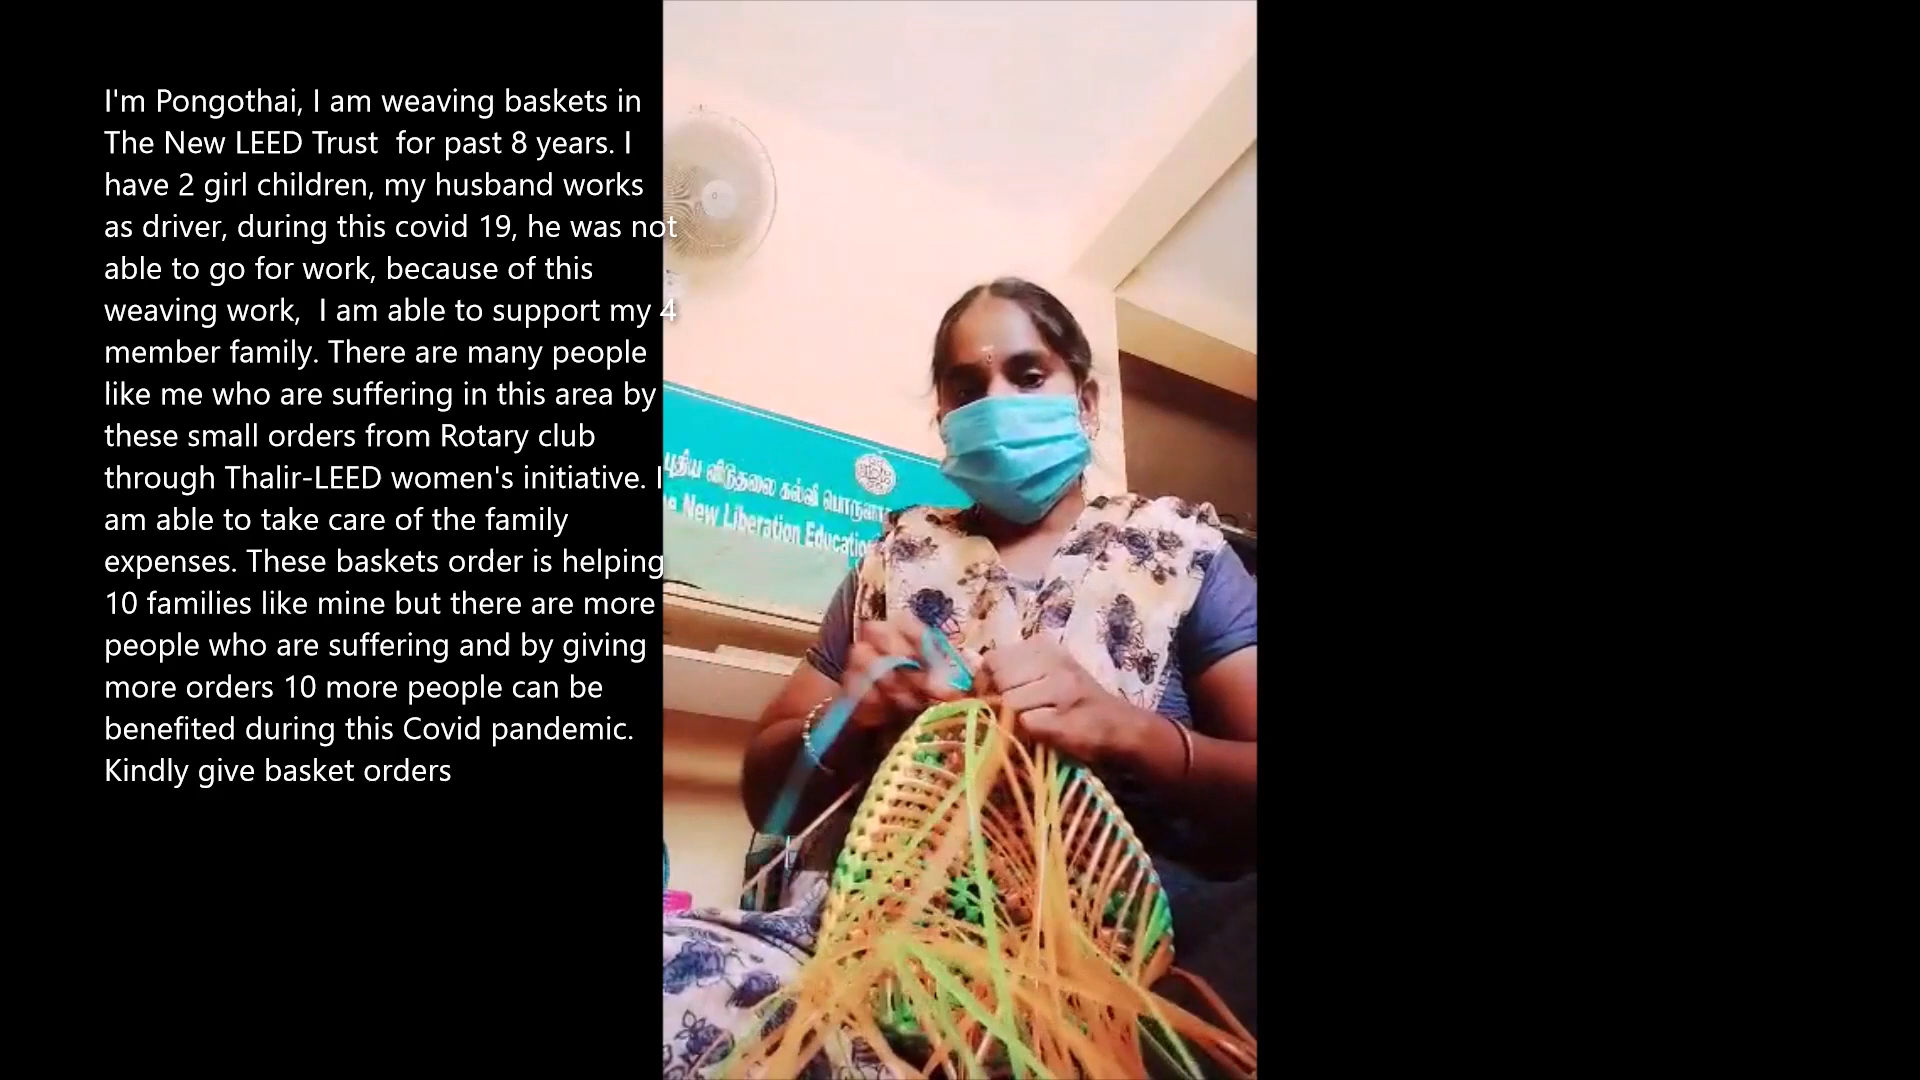 I'm Pongothai, I am weaving baskets in
The New LEED Trust  for past 8 years. I
have 2 girl children, my husband works
as driver, during this covid 19, he was not
able to go for work, because of this
weaving work,  I am able to support my 4
member family. There are many people
like me who are suffering in this area by
these small orders from Rotary club
through Thalir-LEED women's initiative. I
am able to take care of the family
expenses. These baskets order is helping
10 families like mine but there are more
people who are suffering and by giving
more orders 10 more people can be
benefited during this Covid pandemic.
Kindly give basket orders
புதிய விடுதலை கல்வி
New Liberation Education